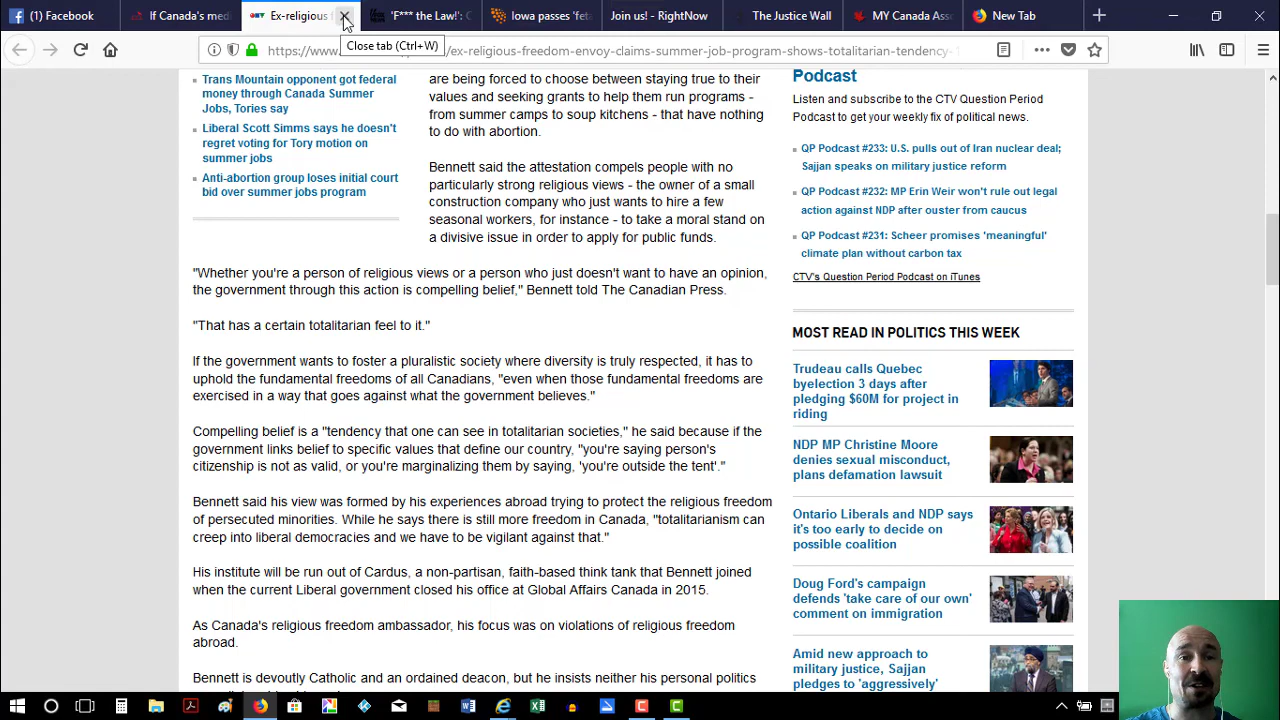 (1) Facebook
If Canada's med
Ex-religious f
'F*** the Law!': C
Iowa passes 'feta
Join us! - RightNow
The Justice Wall
MY Canada Ass
New Tab
Close tab (Ctrl+W)
https://www.
/ex-religious-freedom-envoy-claims-summer-job-program-shows-totalitarian-tendency-1
Trans Mountain opponent got federal
money through Canada Summer
Jobs, Tories say
Liberal Scott Simms says he doesn't
regret voting for Tory motion on
summer jobs
Anti-abortion group loses initial court
bid over summer jobs program
are being forced to choose between staying true to their
values and seeking grants to help them run programs -
from summer camps to soup kitchens - that have nothing
to do with abortion.
Bennett said the attestation compels people with no
particularly strong religious views - the owner of a small
construction company who just wants to hire a few
seasonal workers, for instance - to take a moral stand on
a divisive issue in order to apply for public funds.
"Whether you're a person of religious views or a person who just doesn't want to have an opinion,
the government through this action is compelling belief," Bennett told The Canadian Press.
"That has a certain totalitarian feel to it."
If the government wants to foster a pluralistic society where diversity is truly respected, it has to
uphold the fundamental freedoms of all Canadians, "even when those fundamental freedoms are
exercised in a way that goes against what the government believes."
Compelling belief is a "tendency that one can see in totalitarian societies," he said because if the
government links belief to specific values that define our country, "you're saying person's
citizenship is not as valid, or you're marginalizing them by saying, 'you're outside the tent'."
Bennett said his view was formed by his experiences abroad trying to protect the religious freedom
of persecuted minorities. While he says there is still more freedom in Canada, "totalitarianism can
creep into liberal democracies and we have to be vigilant against that."
His institute will be run out of Cardus, a non-partisan, faith-based think tank that Bennett joined
when the current Liberal government closed his office at Global Affairs Canada in 2015.
As Canada's religious freedom ambassador, his focus was on violations of religious freedom
abroad.
Bennett is devoutly Catholic and an ordained deacon, but he insists neither his personal politics
Podcast
Listen and subscribe to the CTV Question Period
Podcast to get your weekly fix of political news.
QP Podcast #233: U.S. pulls out of Iran nuclear deal;
Sajjan speaks on military justice reform
QP Podcast #232: MP Erin Weir won't rule out legal
action against NDP after ouster from caucus
QP Podcast #231: Scheer promises 'meaningful'
climate plan without carbon tax
CTV's Question Period Podcast on iTunes
MOST READ IN POLITICS THIS WEEK
Trudeau calls Quebec
byelection 3 days after
pledging $60M for project in
riding
NDP MP Christine Moore
denies sexual misconduct,
plans defamation lawsuit
Ontario Liberals and NDP says
it's too early to decide on
possible coalition
Doug Ford's campaign
defends 'take care of our own'
comment on immigration
Amid new approach to
military justice, Sajjan
pledges to 'aggressively'